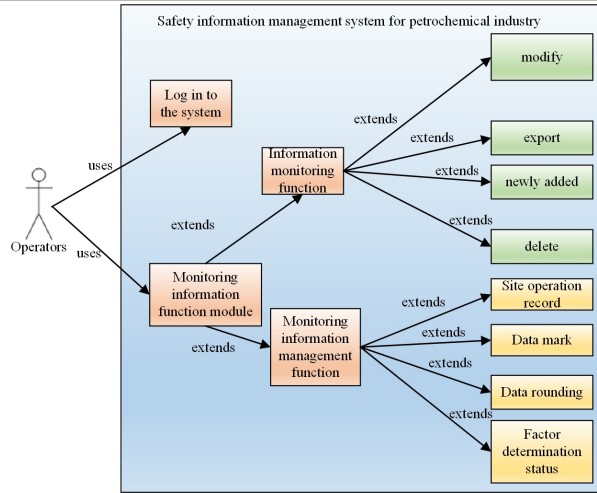 Safety information management system for petrochemical industry
modify
Log in to
the system
extends
extends
export
Information
monitoring
function
uses
extends
newly added
extends
extends
delete
Operators
uses
Monitoring
information
function module
Site operation
record
extends
Monitoring
information
management
function
extends
extends
Data mark
extends
Data rounding
extends
Factor
determination
status